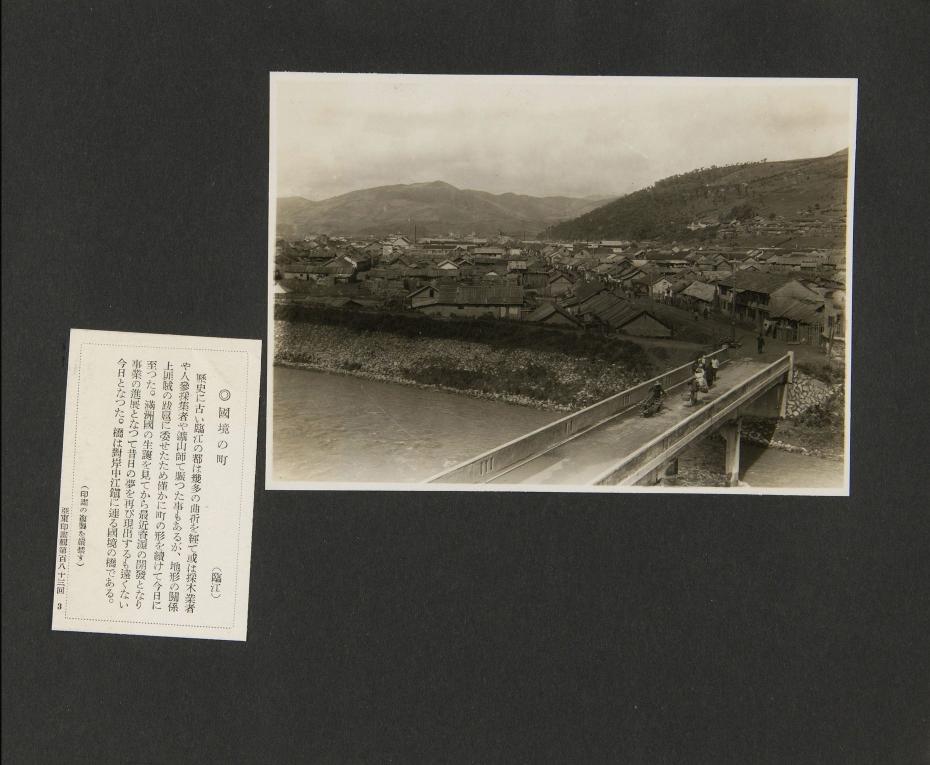 ◎國境の町
（臨江）
歷史に古い臨江の都は幾多の曲折を經て或は採木業者
や人參採集者や鑛山師で賑つた事もあるが、地形の關係
上匪賊の跋扈に委せたため僅かに町の形を續けて今日に
至つた。滿洲國の生誕を見てから最近資源の開發となり
事業の進展となつて昔日の夢を再び現出するも遠くない
今日となつた。橋は對岸中江鎭に連る國境の橋である。
（印畫の複製を嚴禁す）
亞東印畫輯第百八十三回 3